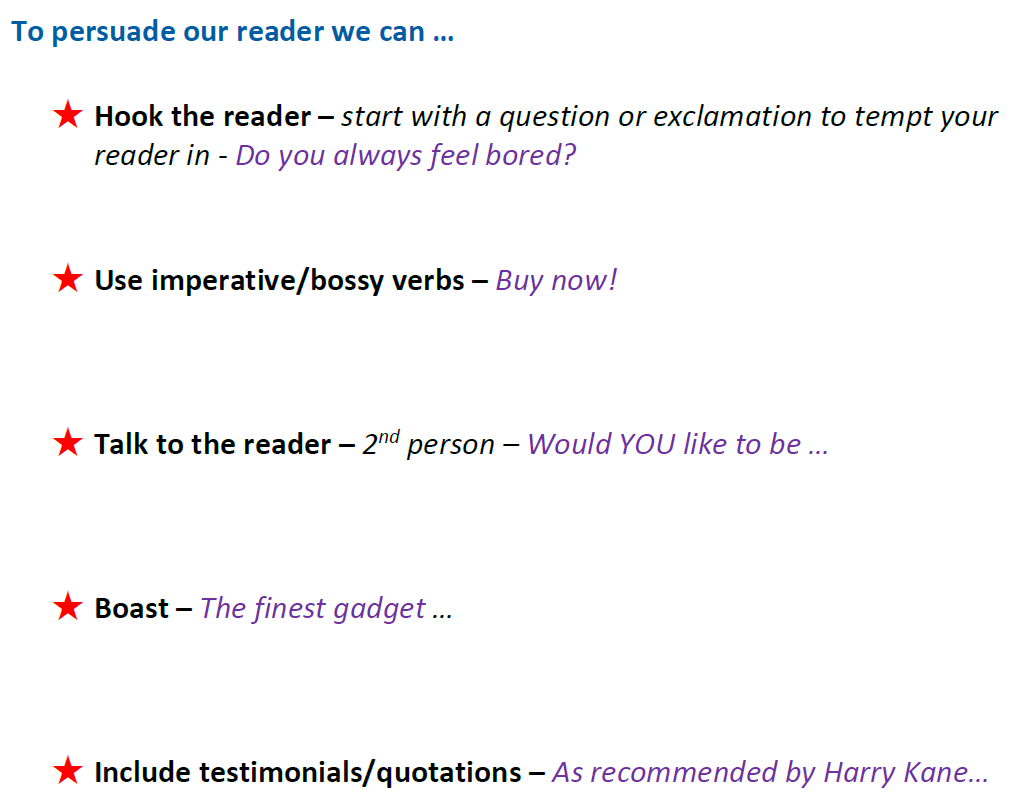 To persuade our reader we can …
★ Hook the reader – start with a question or exclamation to tempt your
reader in - Do you always feel bored?
★ Use imperative/bossy verbs – Buy now!
★ Talk to the reader – 2nd person – Would YOU like to be …
★ Boast – The finest gadget …
★ Include testimonials/quotations – As recommended by Harry Kane…